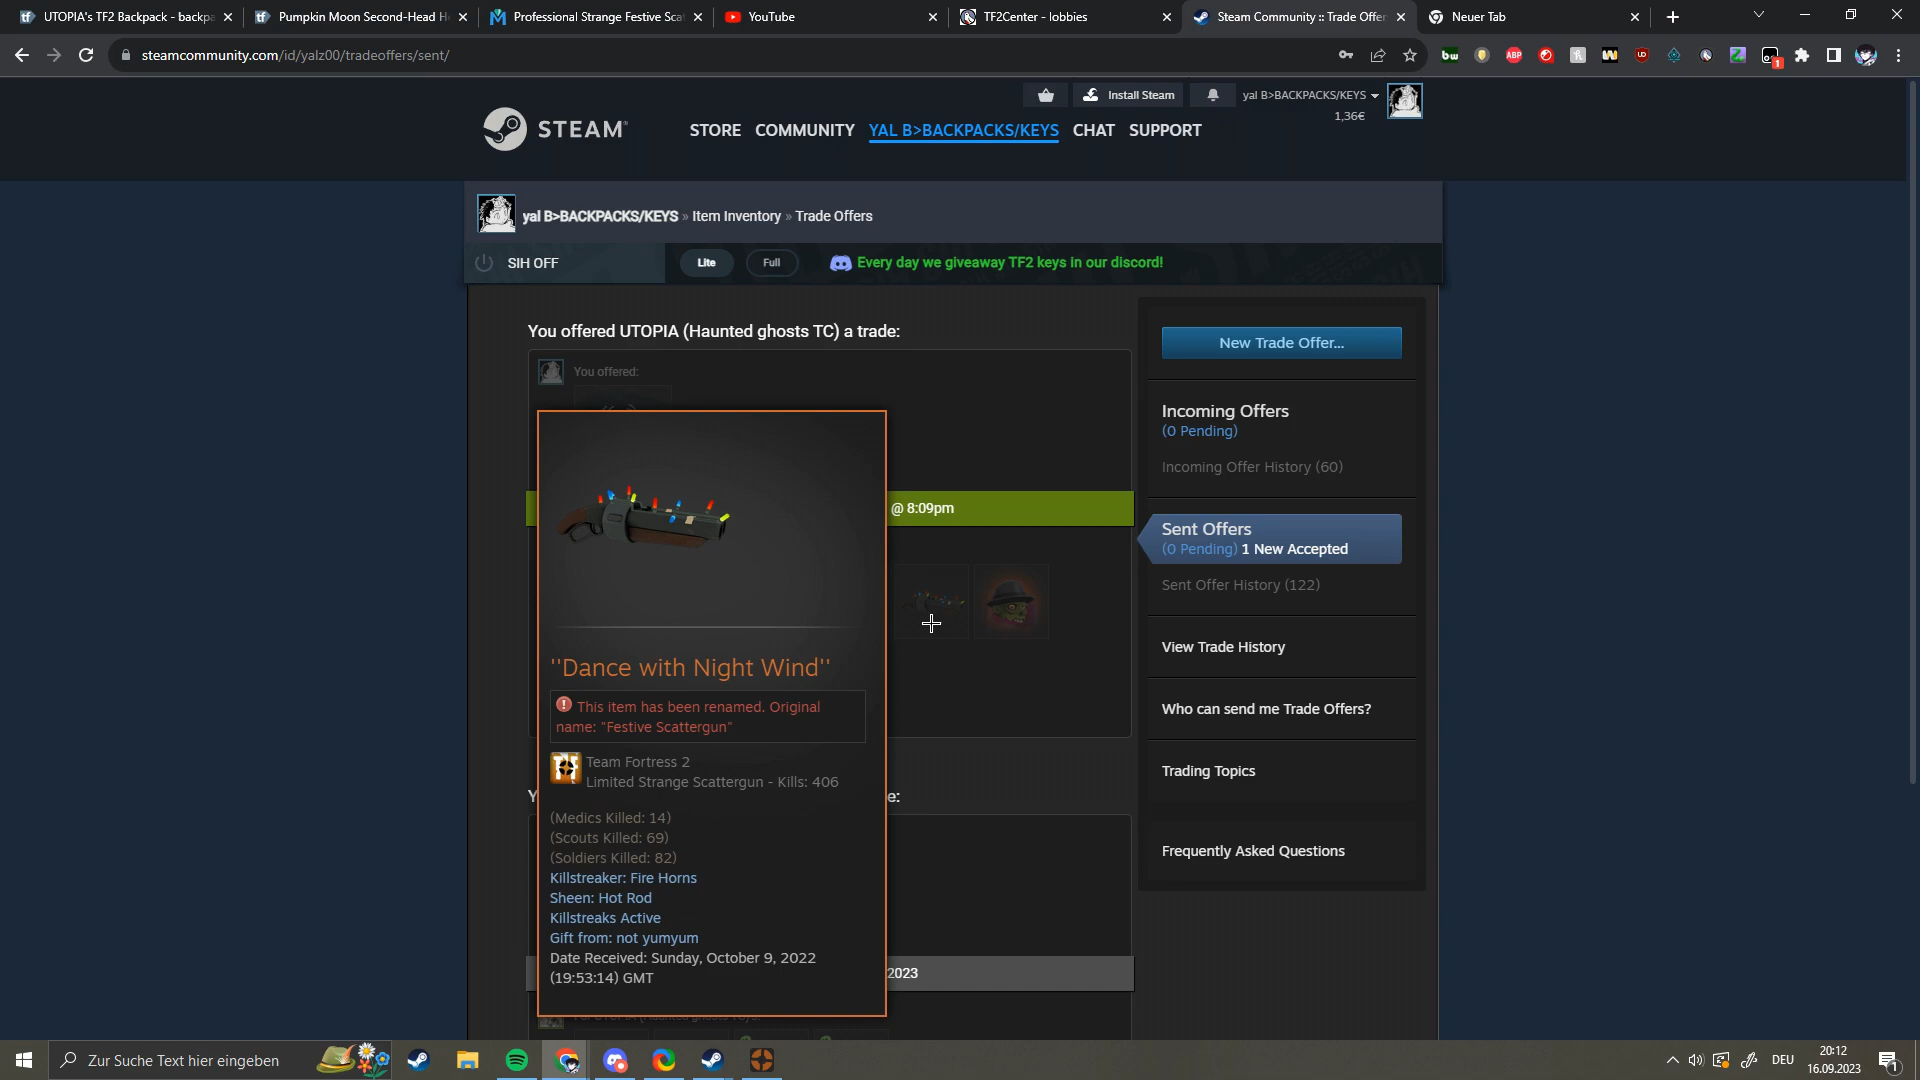 UTOPIA's TF2 Backpack - backpa
Pumpkin Moon Second-Head H
Professional Strange Festive Sca
YouTube
TF2Center - lobbies
Steam Community :: Trade Offer
Neuer Tab
steamcommunity.com/id/yalz00/tradeoffers/sent/
bw
ABP
1
Install Steam
yal B>BACKPACKS/KEYS
1,36€
STEAM
STORE COMMUNITY YAL B>BACKPACKS/KEYS CHAT SUPPORT
yal B>BACKPACKS/KEYS » Item Inventory » Trade Offers
SIH OFF
Lite
Full
Every day we giveaway TF2 keys in our discord!
You offered UTOPIA (Haunted ghosts TC) a trade:
You offered:
@ 8:09pm
''Dance with Night Wind''
This item has been renamed. Original
name: "Festive Scattergun"
Team Fortress 2
Limited Strange Scattergun - Kills: 406
(Medics Killed: 14)
(Scouts Killed: 69)
(Soldiers Killed: 82)
Killstreaker: Fire Horns
Sheen: Hot Rod
Killstreaks Active
Gift from: not yumyum
Date Received: Sunday, October 9, 2022
(19:53:14) GMT
Y
e:
2023
New Trade Offer...
Incoming Offers
(0 Pending)
Incoming Offer History (60)
Sent Offers
(0 Pending) 1 New Accepted
Sent Offer History (122)
View Trade History
Who can send me Trade Offers?
Trading Topics
Frequently Asked Questions
Zur Suche Text hier eingeben
DEU
20:12
16.09.2023
1